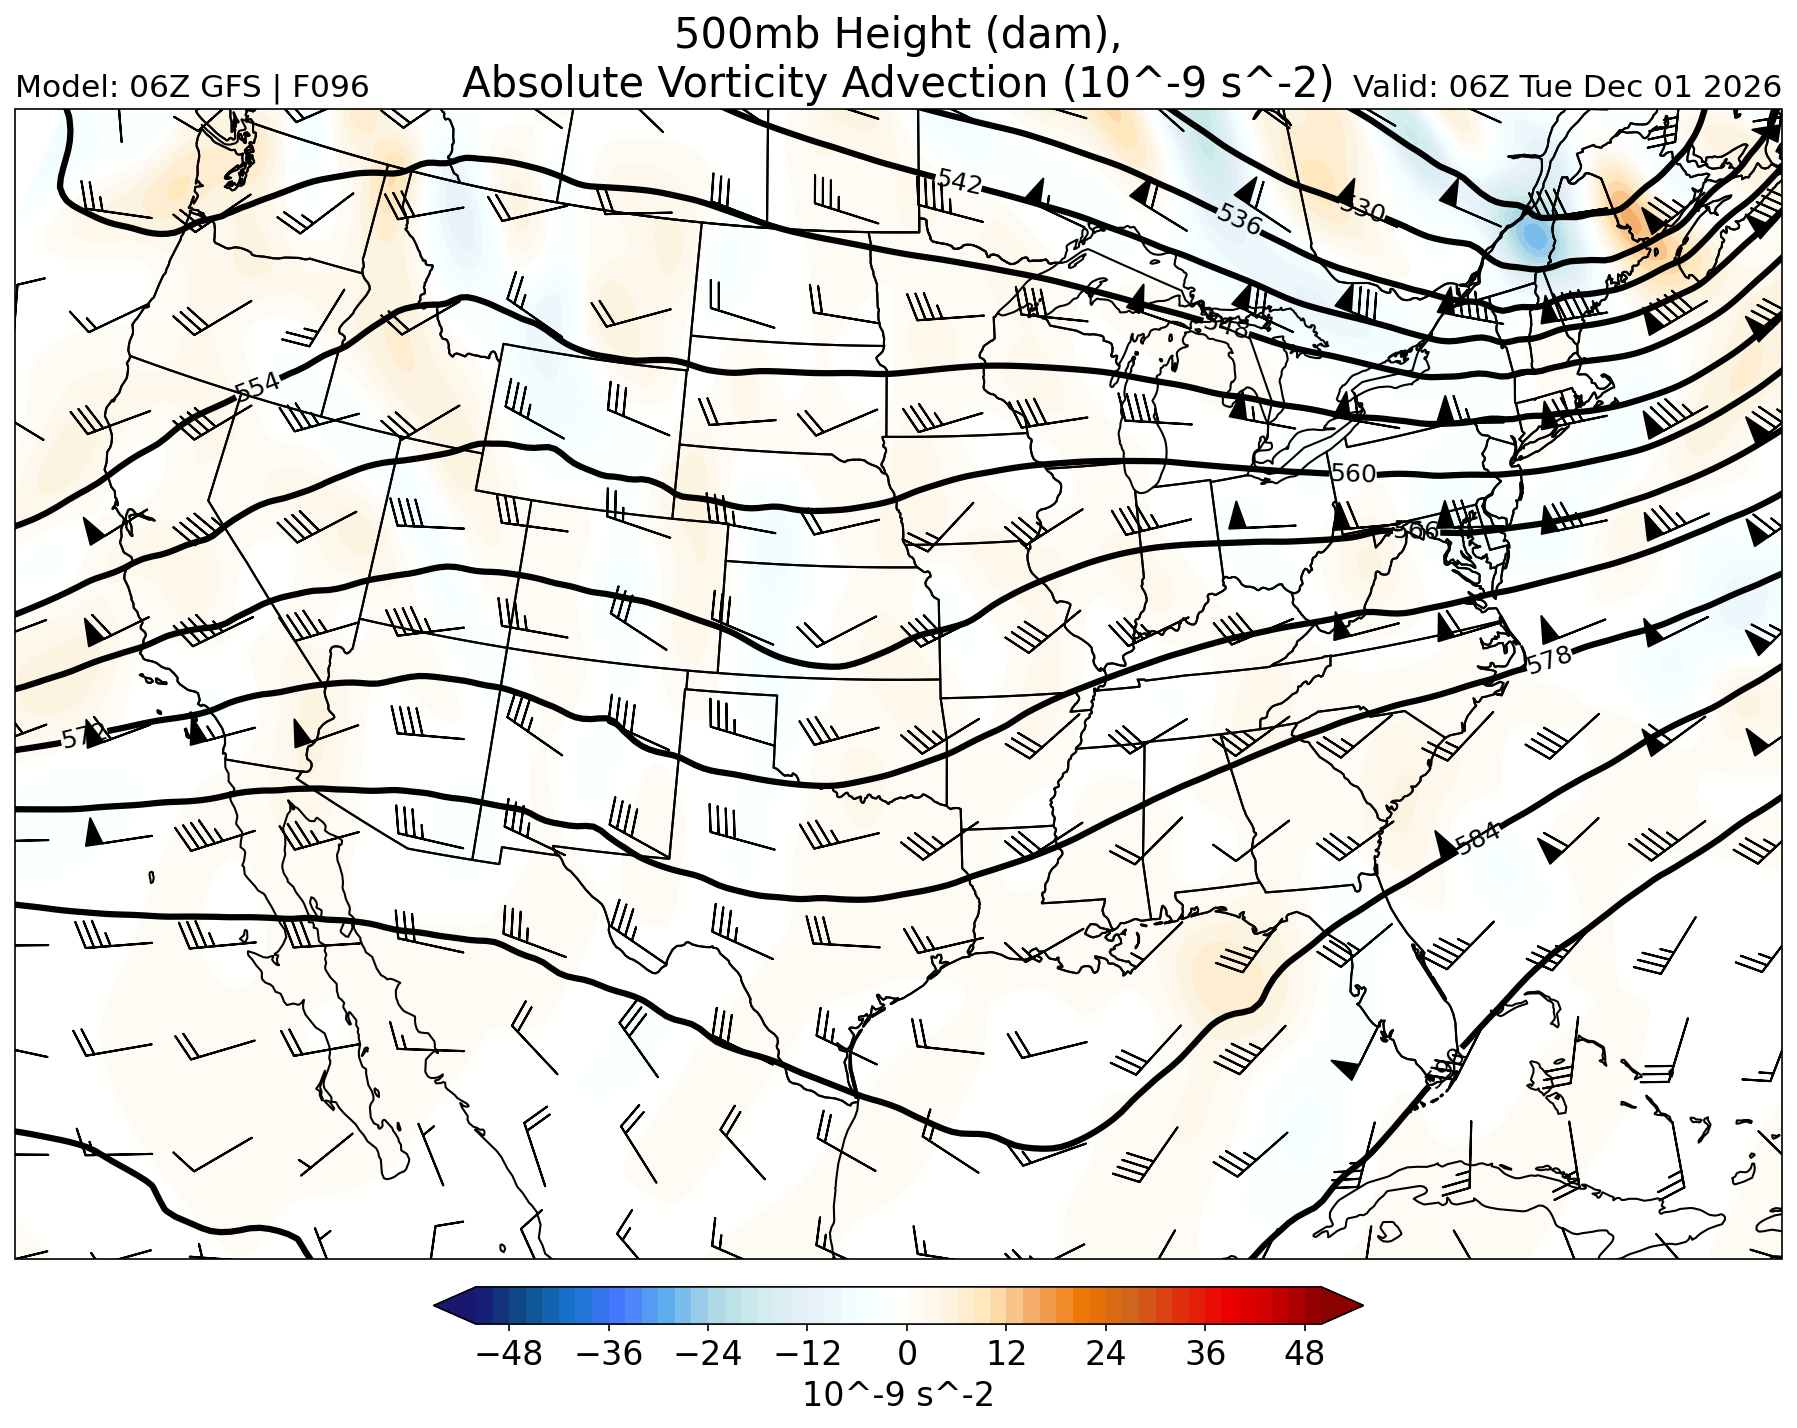 500mb Height (dam),
Model: 06Z GFS | F096
Absolute Vorticity Advection (10^-9 s^-2)
Valid: 06Z Tue Dec 01 2026
542
536
530
548
554
560
566
572
578
584
590
−48 −36 −24 −12 0 12 24 36 48
10^-9 s^-2